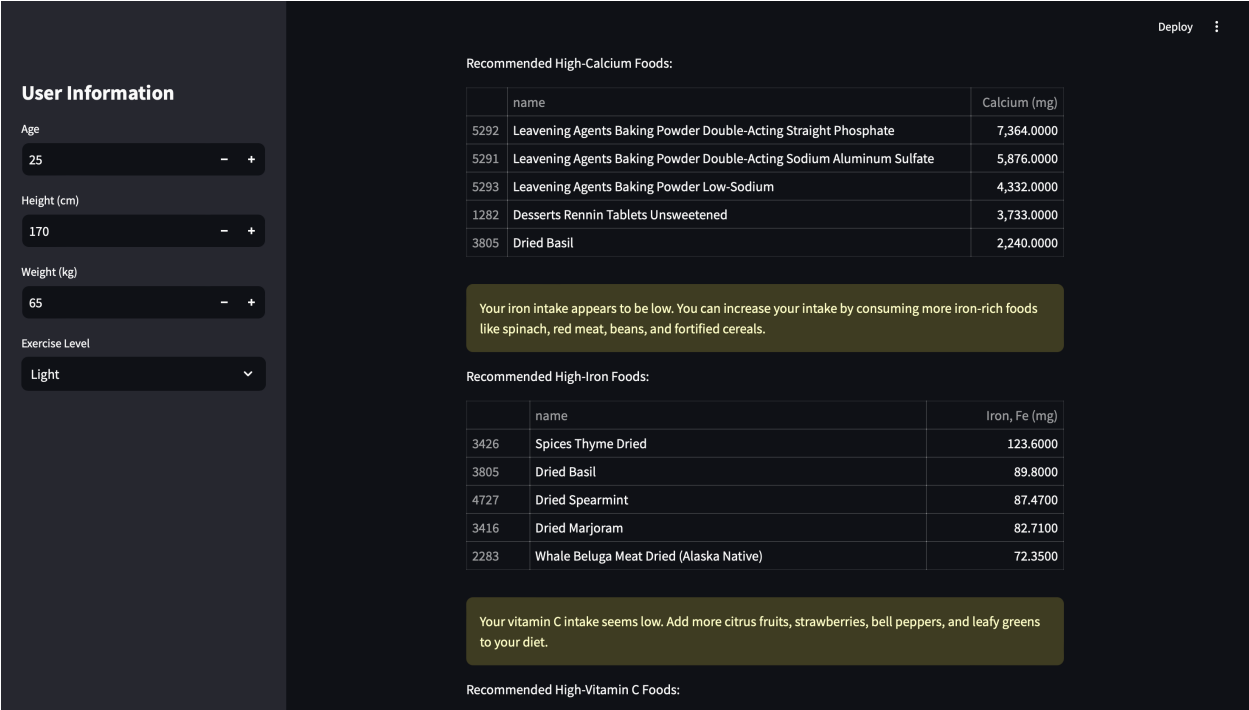 Deploy
User Information
Age
25
Height (cm)
170
Weight (kg)
65
Exercise Level
Light
Recommended High-Calcium Foods:
name Calcium (mg)
5292 Leavening Agents Baking Powder Double-Acting Straight Phosphate 7,364.0000
5291 Leavening Agents Baking Powder Double-Acting Sodium Aluminum Sulfate 5,876.0000
5293 Leavening Agents Baking Powder Low-Sodium 4,332.0000
1282 Desserts Rennin Tablets Unsweetened 3,733.0000
3805 Dried Basil 2,240.0000
Your iron intake appears to be low. You can increase your intake by consuming more iron-rich foods
like spinach, red meat, beans, and fortified cereals.
Recommended High-Iron Foods:
name Iron, Fe (mg)
3426 Spices Thyme Dried 123.6000
3805 Dried Basil 89.8000
4727 Dried Spearmint 87.4700
3416 Dried Marjoram 82.7100
2283 Whale Beluga Meat Dried (Alaska Native) 72.3500
Your vitamin C intake seems low. Add more citrus fruits, strawberries, bell peppers, and leafy greens
to your diet.
Recommended High-Vitamin C Foods: